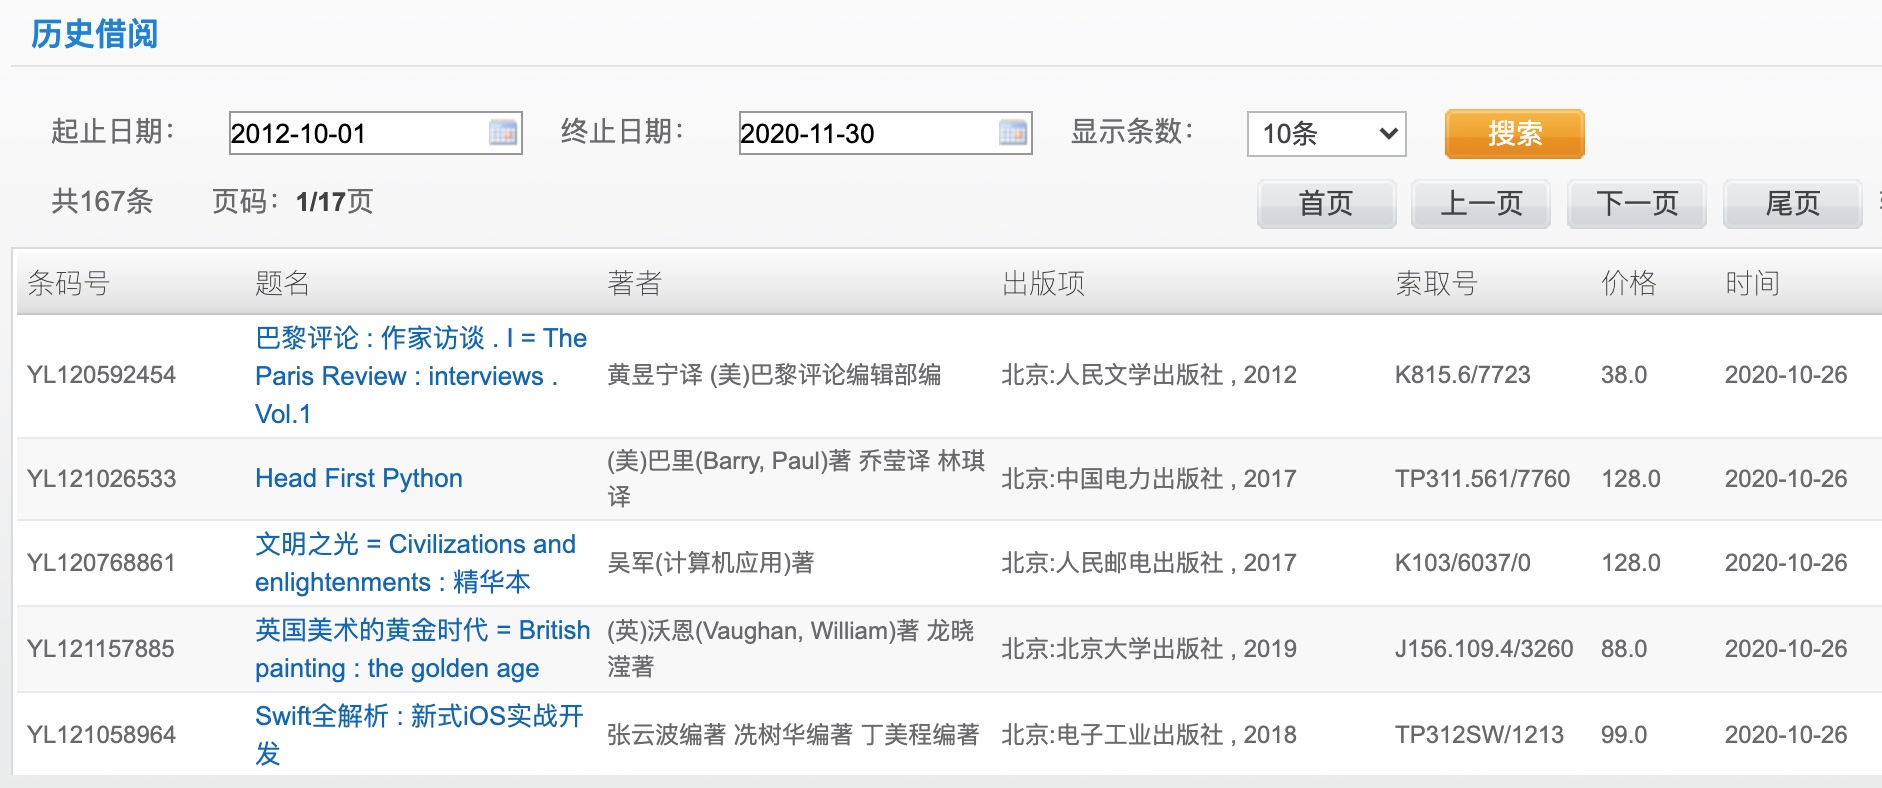 历史借阅
起止日期： 2012-10-01 终止日期： 2020-11-30 显示条数： 10条 搜索
共167条 页码：1/17页 首页 上一页 下一页 尾页
条码号 题名 著者 出版项 索取号 价格 时间
巴黎评论 : 作家访谈 . I = The
YL120592454 Paris Review : interviews . 黄昱宁译 (美)巴黎评论编辑部编 北京:人民文学出版社 , 2012 K815.6/7723 38.0 2020-10-26
Vol.1
(美)巴里(Barry, Paul)著 乔莹译 林琪
YL121026533 Head First Python 北京:中国电力出版社 , 2017 TP311.561/7760 128.0 2020-10-26
译
文明之光 = Civilizations and
YL120768861 吴军(计算机应用)著 北京:人民邮电出版社 , 2017 K103/6037/0 128.0 2020-10-26
enlightenments : 精华本
英国美术的黄金时代 = British (英)沃恩(Vaughan, William)著 龙晓
YL121157885 北京:北京大学出版社 , 2019 J156.109.4/3260 88.0 2020-10-26
painting : the golden age 滢著
Swift全解析 : 新式iOS实战开
YL121058964 张云波编著 冼树华编著 丁美程编著 北京:电子工业出版社 , 2018 TP312SW/1213 99.0 2020-10-26
发